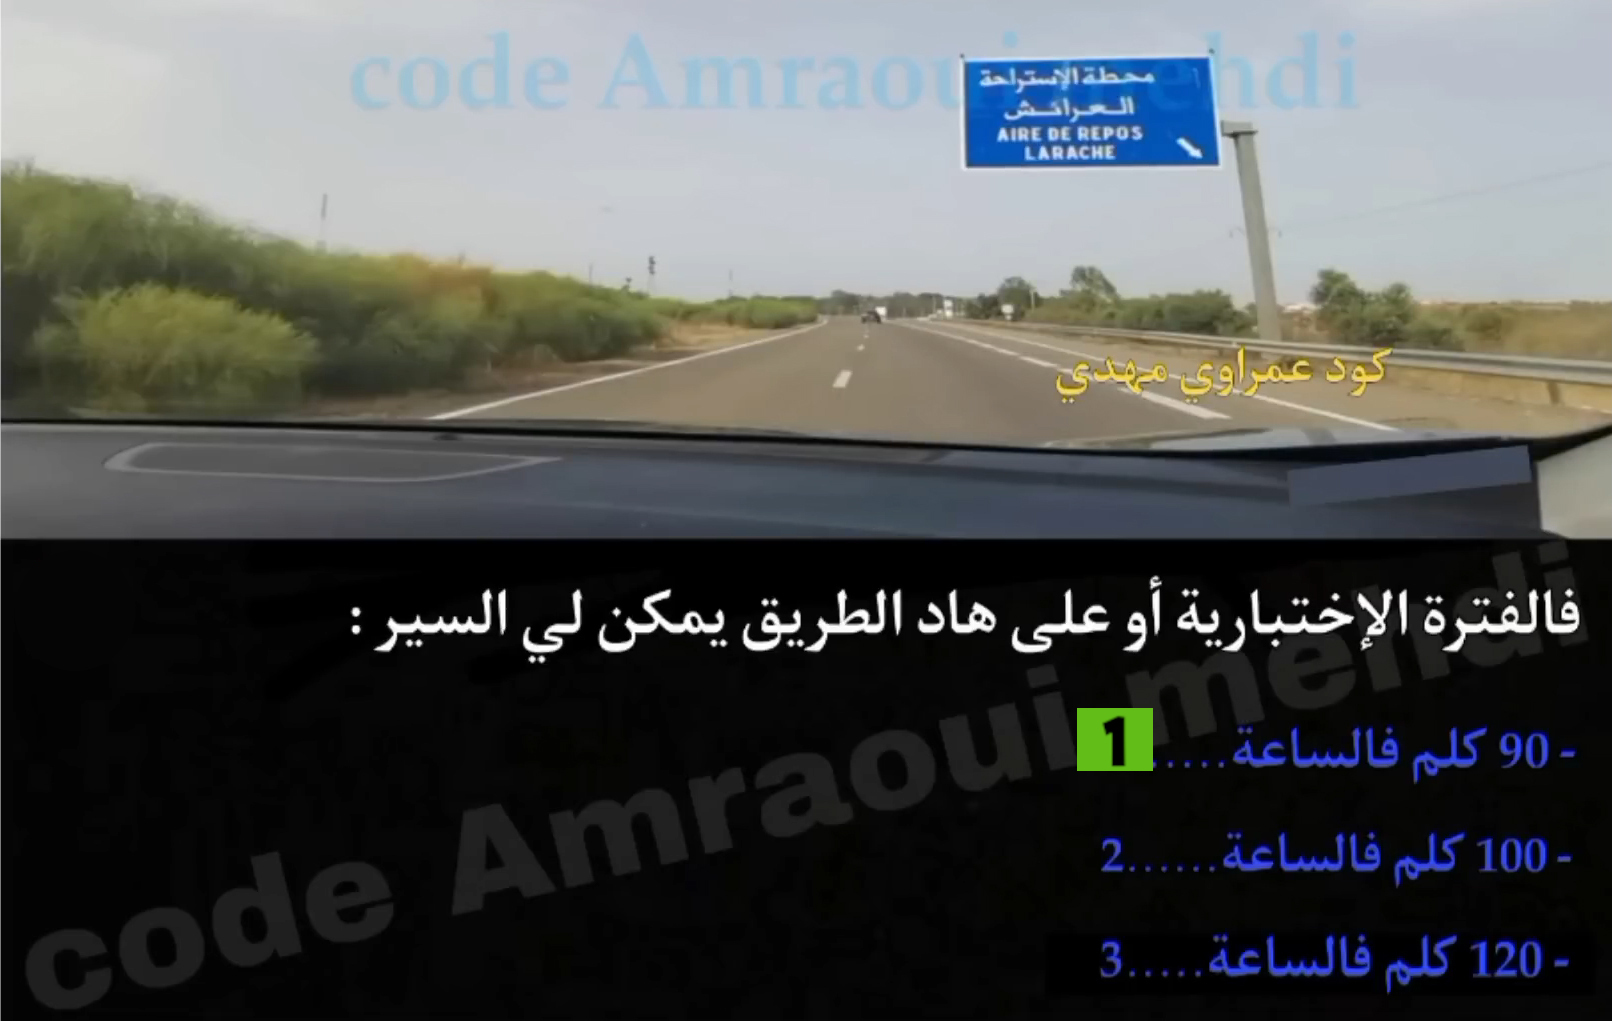 code Amraoui mehdi
محطة الإستراحة
العرائش
AIRE DE REPOS
LARACHE
كود عمراوي مهدي
فالفترة الإختبارية أو على هاد الطريق يمكن لي السير :
- 90 كلم فالساعة.....1
- 100 كلم فالساعة......2
- 120 كلم فالساعة.....3
code Amraoui mehdi